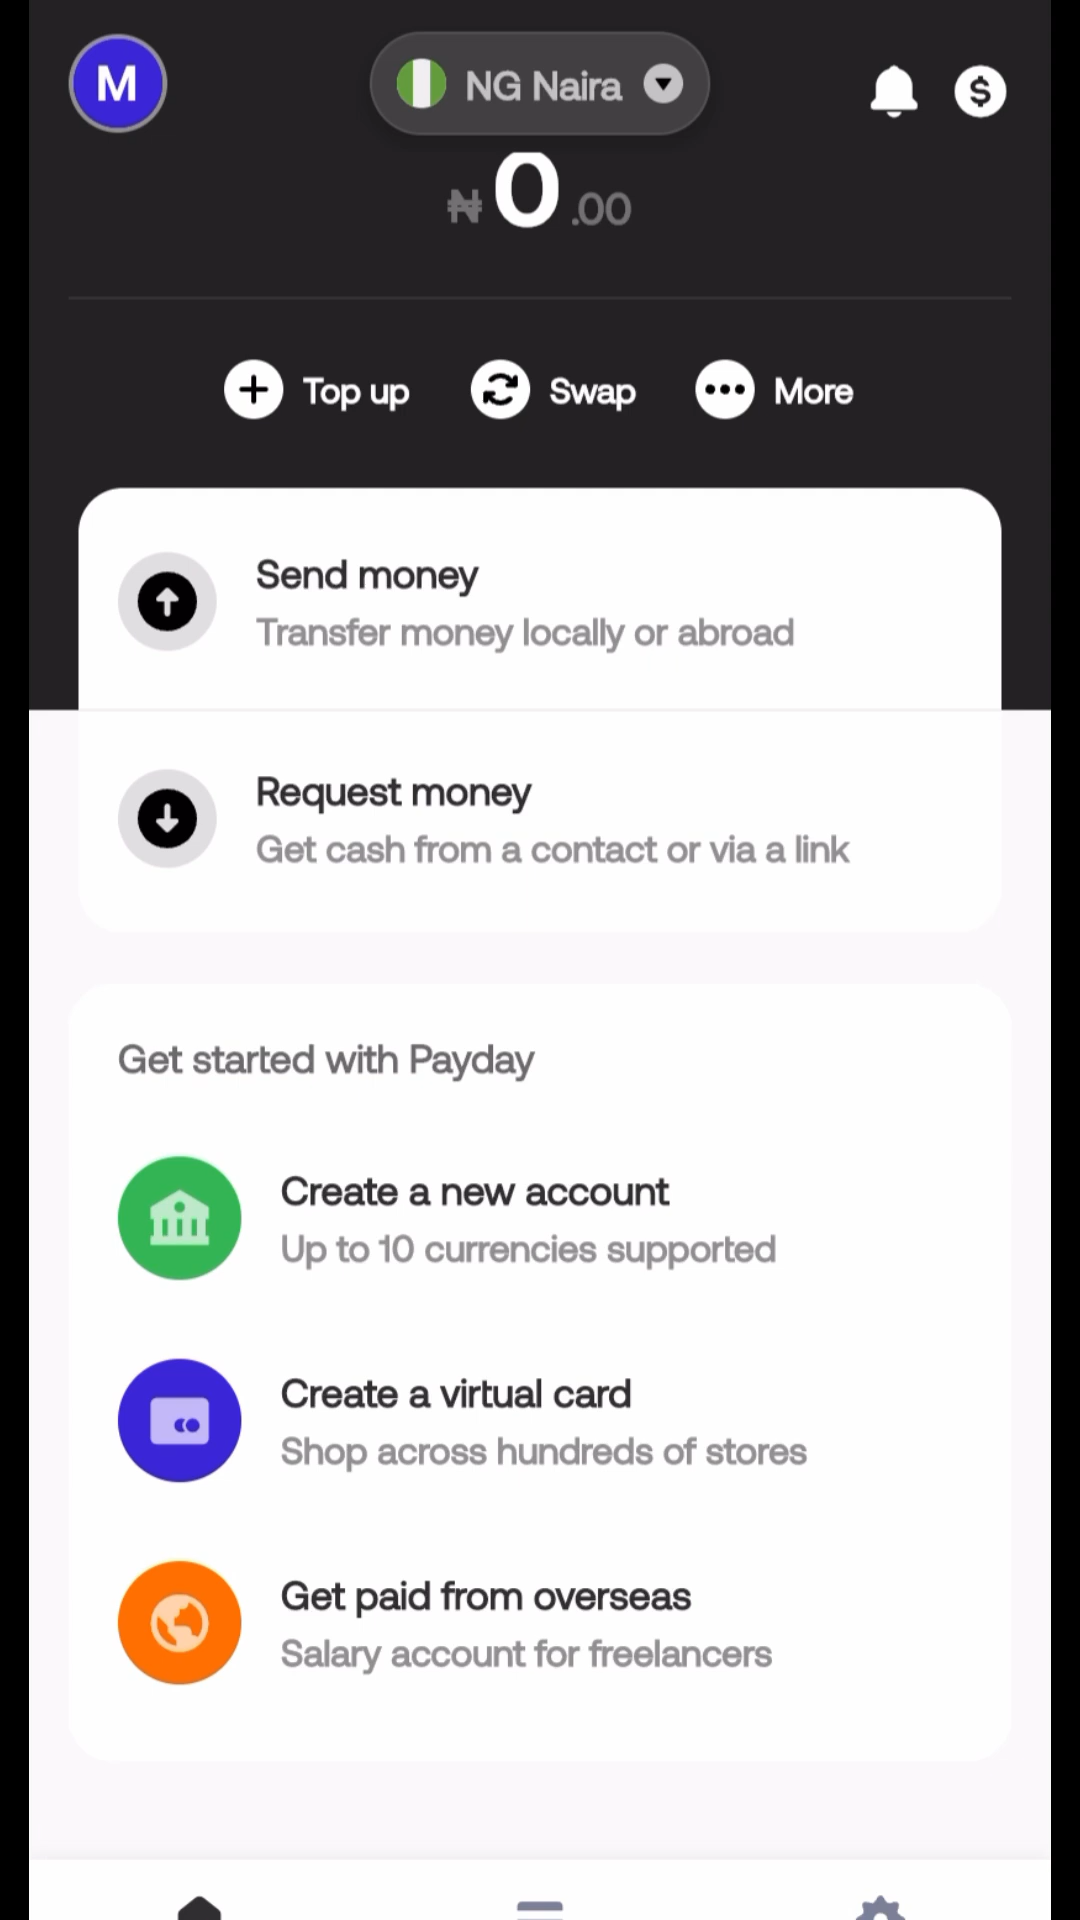 M
NG Naira
$
₦0.00
Top up
Swap
More
Send money
Transfer money locally or abroad
Request money
Get cash from a contact or via a link
Get started with Payday
Create a new account
Up to 10 currencies supported
Create a virtual card
Shop across hundreds of stores
Get paid from overseas
Salary account for freelancers